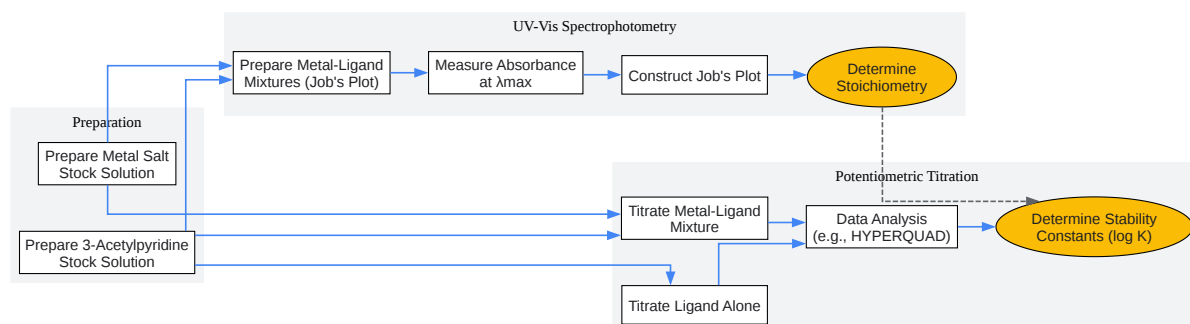 UV-Vis Spectrophotometry
Prepare Metal-Ligand
Mixtures (Job's Plot)
Measure Absorbance
at λmax
Construct Job's Plot
Determine
Stoichiometry
Preparation
Prepare Metal Salt
Stock Solution
Prepare 3-Acetylpyridine
Stock Solution
Potentiometric Titration
Titrate Metal-Ligand
Mixture
Data Analysis
(e.g., HYPERQUAD)
Determine Stability
Constants (log K)
Titrate Ligand Alone